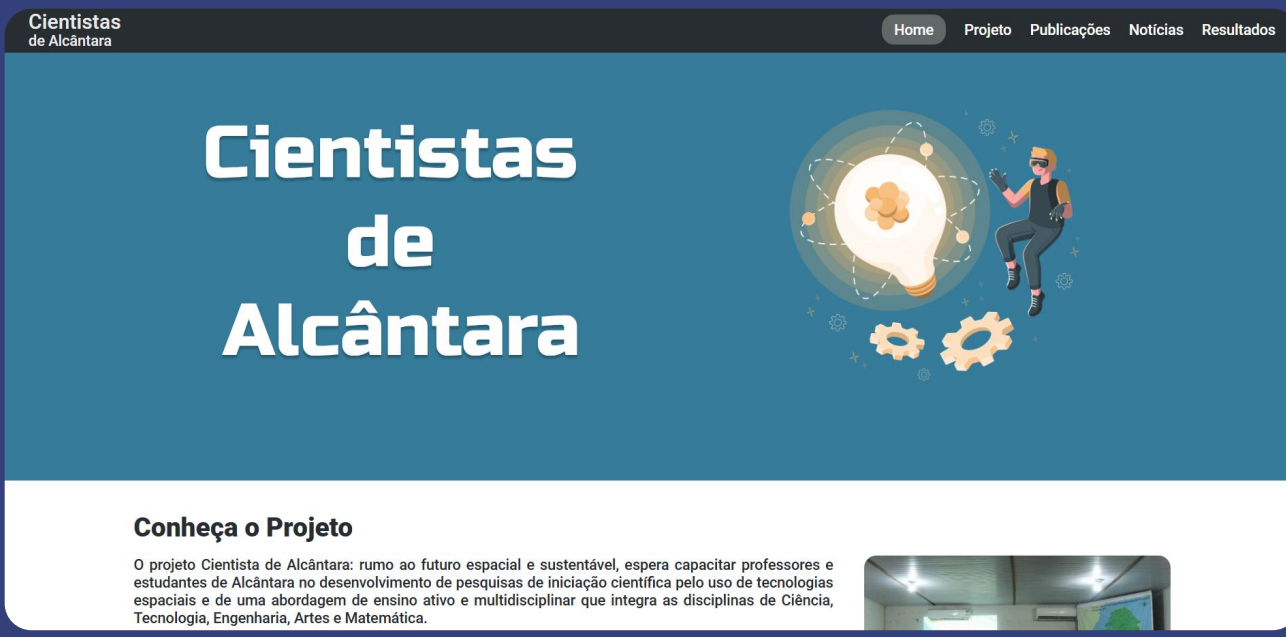 Cientistas
de Alcântara
Home Projeto Publicações Notícias Resultados
Cientistas
de
Alcântara
Conheça o Projeto
O projeto Cientista de Alcântara: rumo ao futuro espacial e sustentável, espera capacitar professores e
estudantes de Alcântara no desenvolvimento de pesquisas de iniciação científica pelo uso de tecnologias
espaciais e de uma abordagem de ensino ativo e multidisciplinar que integra as disciplinas de Ciência,
Tecnologia, Engenharia, Artes e Matemática.